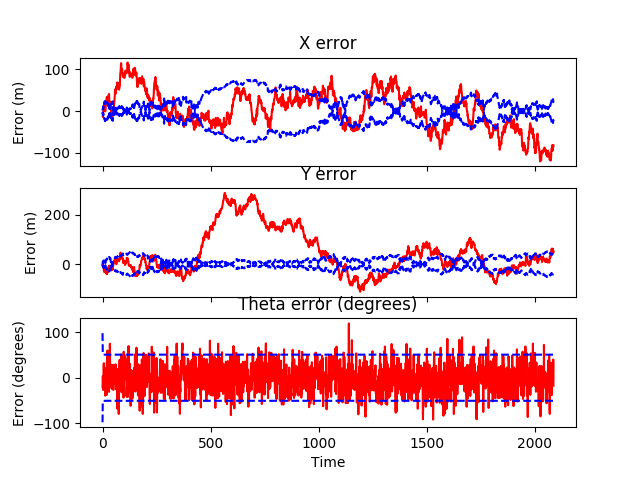 X error
100
0
−100
Error (m)
Y error
200
0
Error (m)
Theta error (degrees)
100
0
−100
Error (degrees)
0 500 1000 1500 2000
Time